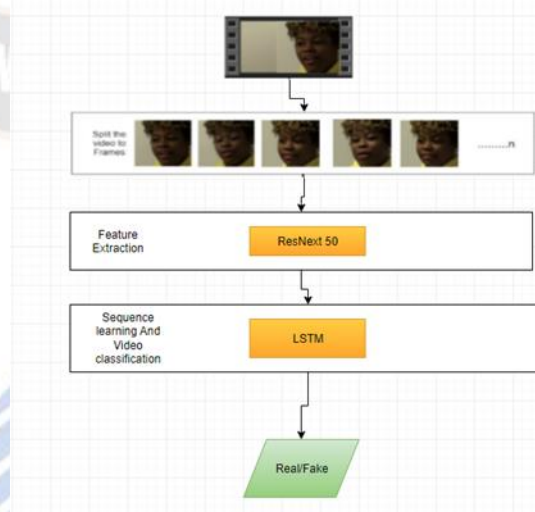 Split the
video to
Frames
.........n
Feature
Extraction
ResNext 50
Sequence
learning And
Video
classification
LSTM
Real/Fake